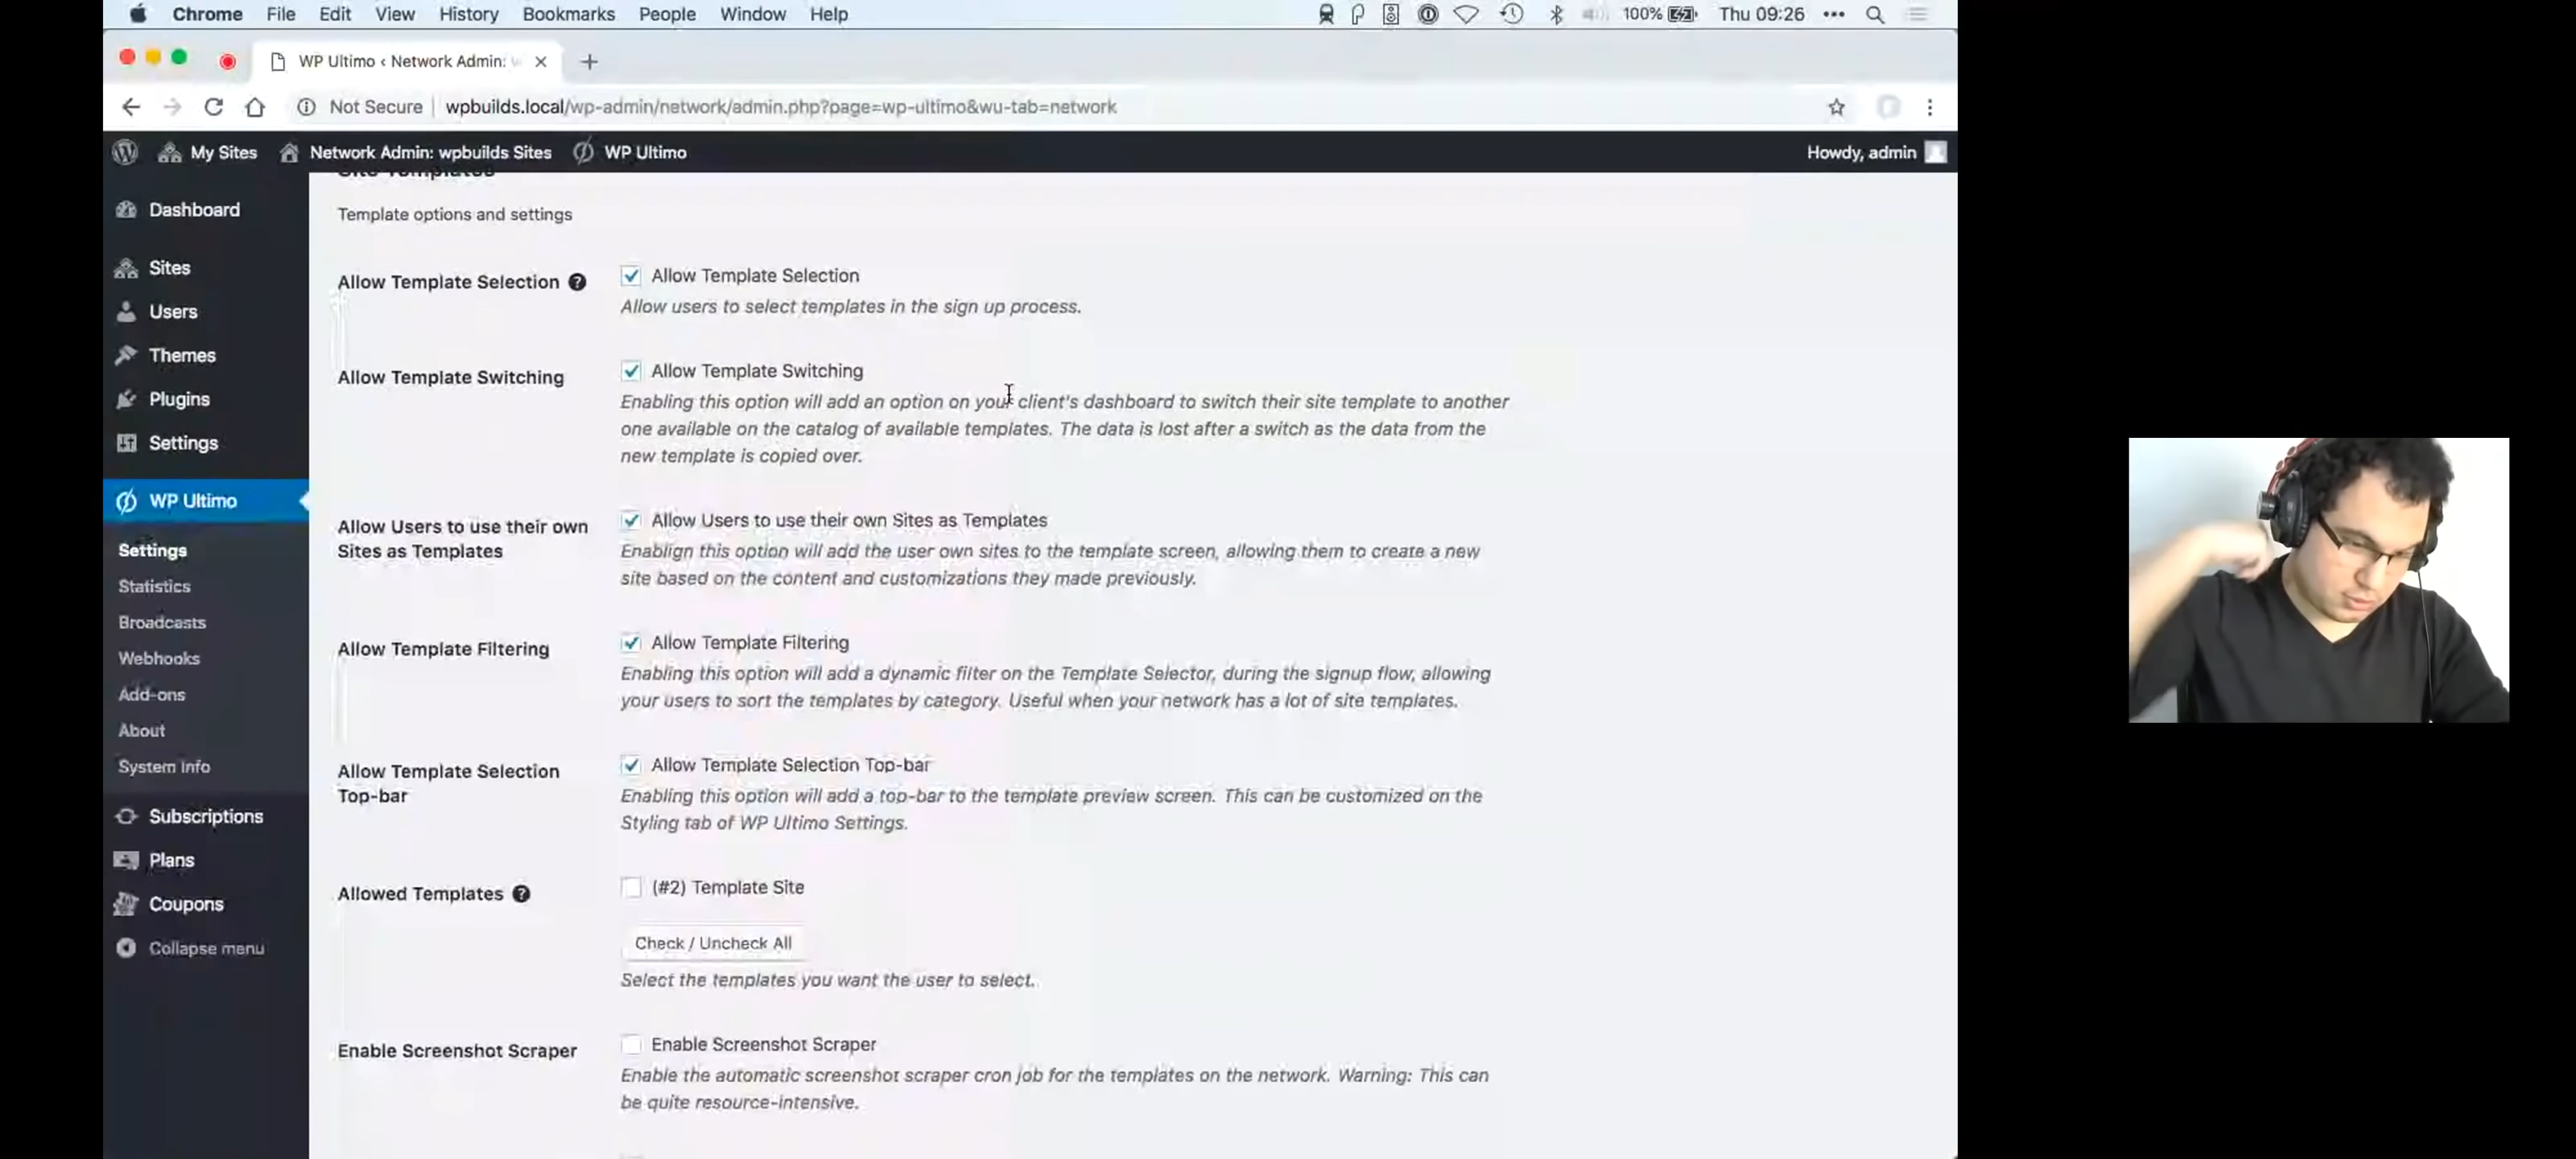 Chrome File Edit View History Bookmarks People Window Help 100% Thu 09:26
WP Ultimo ‹ Network Admin:
Not Secure wpbuilds.local/wp-admin/network/admin.php?page=wp-ultimo&wu-tab=network
My Sites Network Admin: wpbuilds Sites WP Ultimo Howdy, admin
Site Templates
Template options and settings
Dashboard
Sites
Users
Themes
Plugins
Settings
WP Ultimo
Settings
Statistics
Broadcasts
Webhooks
Add-ons
About
System Info
Subscriptions
Plans
Coupons
Collapse menu
Allow Template Selection
Allow Template Selection
Allow users to select templates in the sign up process.
Allow Template Switching
Allow Template Switching
Enabling this option will add an option on your client's dashboard to switch their site template to another
one available on the catalog of available templates. The data is lost after a switch as the data from the
new template is copied over.
Allow Users to use their own
Sites as Templates
Allow Users to use their own Sites as Templates
Enablign this option will add the user own sites to the template screen, allowing them to create a new
site based on the content and customizations they made previously.
Allow Template Filtering
Allow Template Filtering
Enabling this option will add a dynamic filter on the Template Selector, during the signup flow, allowing
your users to sort the templates by category. Useful when your network has a lot of site templates.
Allow Template Selection
Top-bar
Allow Template Selection Top-bar
Enabling this option will add a top-bar to the template preview screen. This can be customized on the
Styling tab of WP Ultimo Settings.
Allowed Templates
(#2) Template Site
Check / Uncheck All
Select the templates you want the user to select.
Enable Screenshot Scraper
Enable Screenshot Scraper
Enable the automatic screenshot scraper cron job for the templates on the network. Warning: This can
be quite resource-intensive.